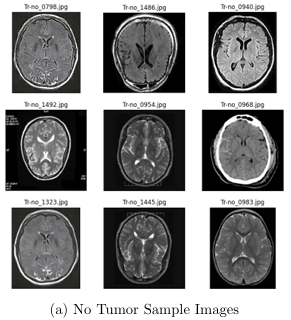 Tr-no_0798.jpg
Tr-no_1486.jpg
Tr-no_0940.jpg
Tr-no_1492.jpg
Tr-no_0954.jpg
Tr-no_0968.jpg
Tr-no_1323.jpg
Tr-no_1445.jpg
Tr-no_0983.jpg
(a) No Tumor Sample Images